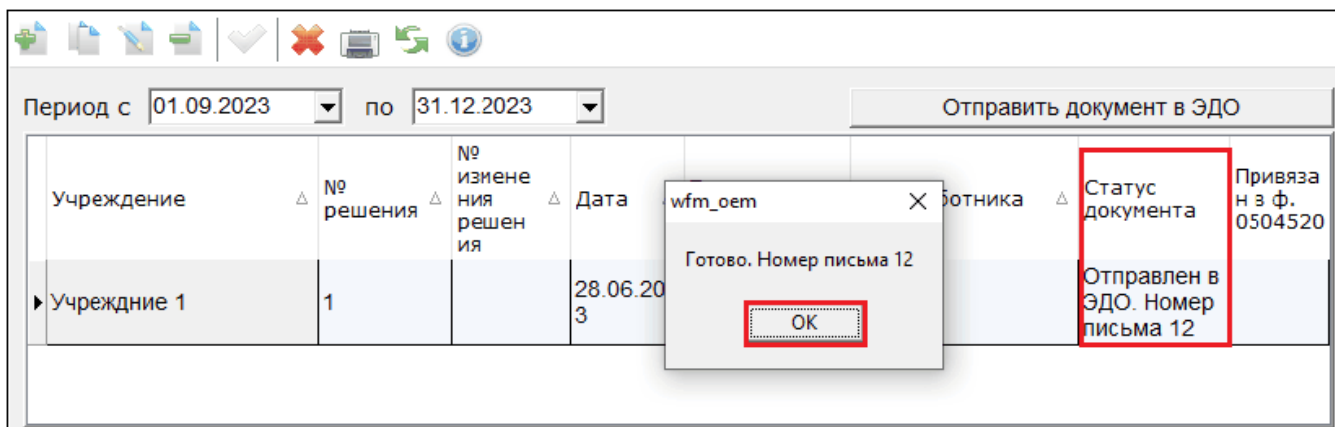 Период с 01.09.2023 по 31.12.2023 Отправить документ в ЭДО
Учреждение
№
решения
№
измене
ния
решен
ия
Дата
Статус
документа
Привяза
н в ф.
0504520
Учреждние 1
1
28.06.20
3
Отправлен в
ЭДО. Номер
письма 12
wfm_oem
Готово. Номер письма 12
OK